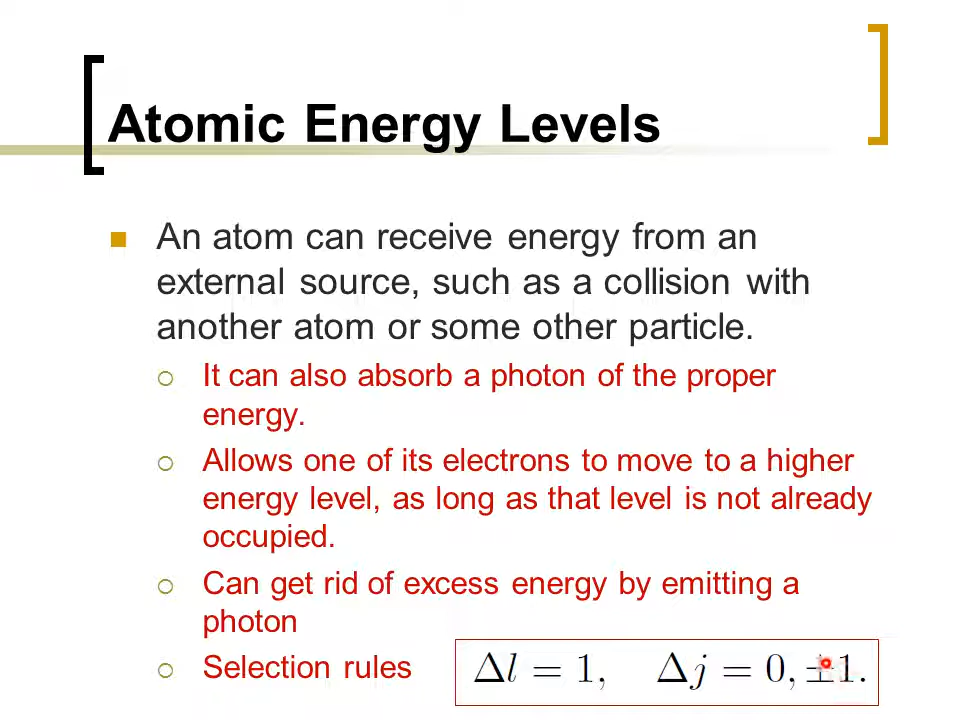 Atomic Energy Levels
An atom can receive energy from an
external source, such as a collision with
another atom or some other particle.
It can also absorb a photon of the proper
energy.
Allows one of its electrons to move to a higher
energy level, as long as that level is not already
occupied.
Can get rid of excess energy by emitting a
photon
Selection rules
Δl = 1, Δj = 0, ±1.